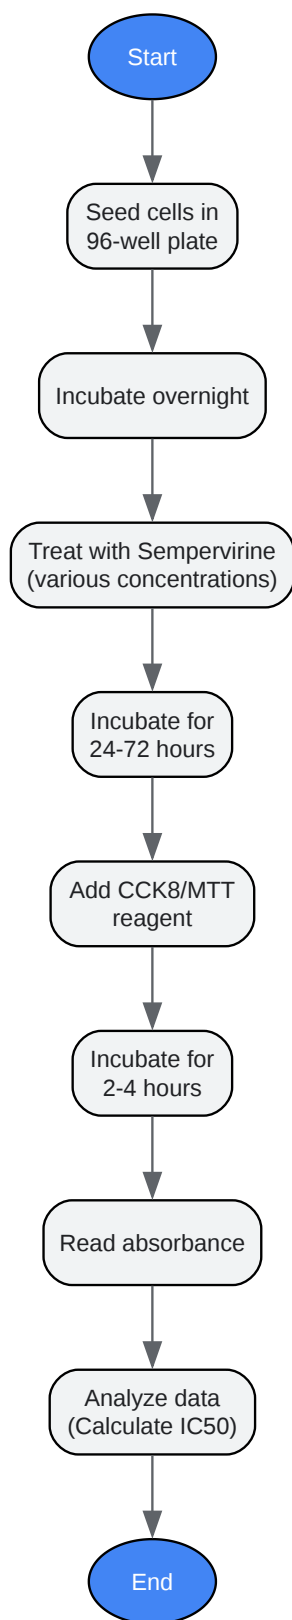 Start
Seed cells in
96-well plate
Incubate overnight
Treat with Sempervirine
(various concentrations)
Incubate for
24-72 hours
Add CCK8/MTT
reagent
Incubate for
2-4 hours
Read absorbance
Analyze data
(Calculate IC50)
End